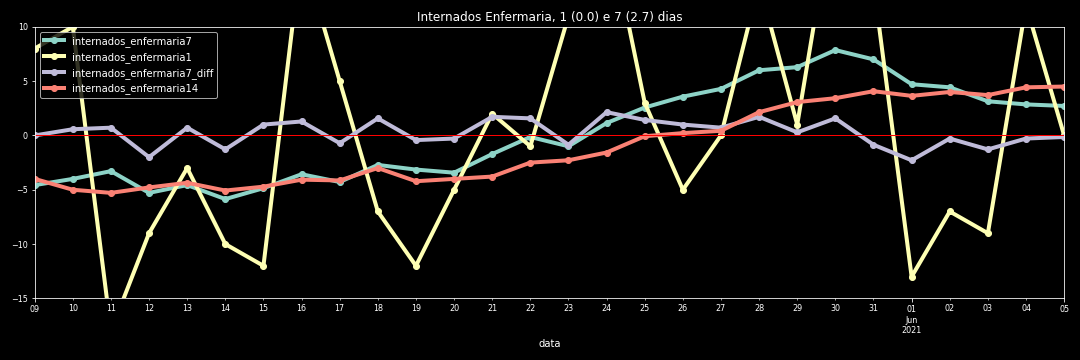 Internados Enfermaria, 1 (0.0) e 7 (2.7) dias
internados_enfermaria7
internados_enfermaria1
internados_enfermaria7_diff
internados_enfermaria14
10
5
0
−5
−10
−15
09 10 11 12 13 14 15 16 17 18 19 20 21 22 23 24 25 26 27 28 29 30 31 01 02 03 04 05
Jun
2021
data